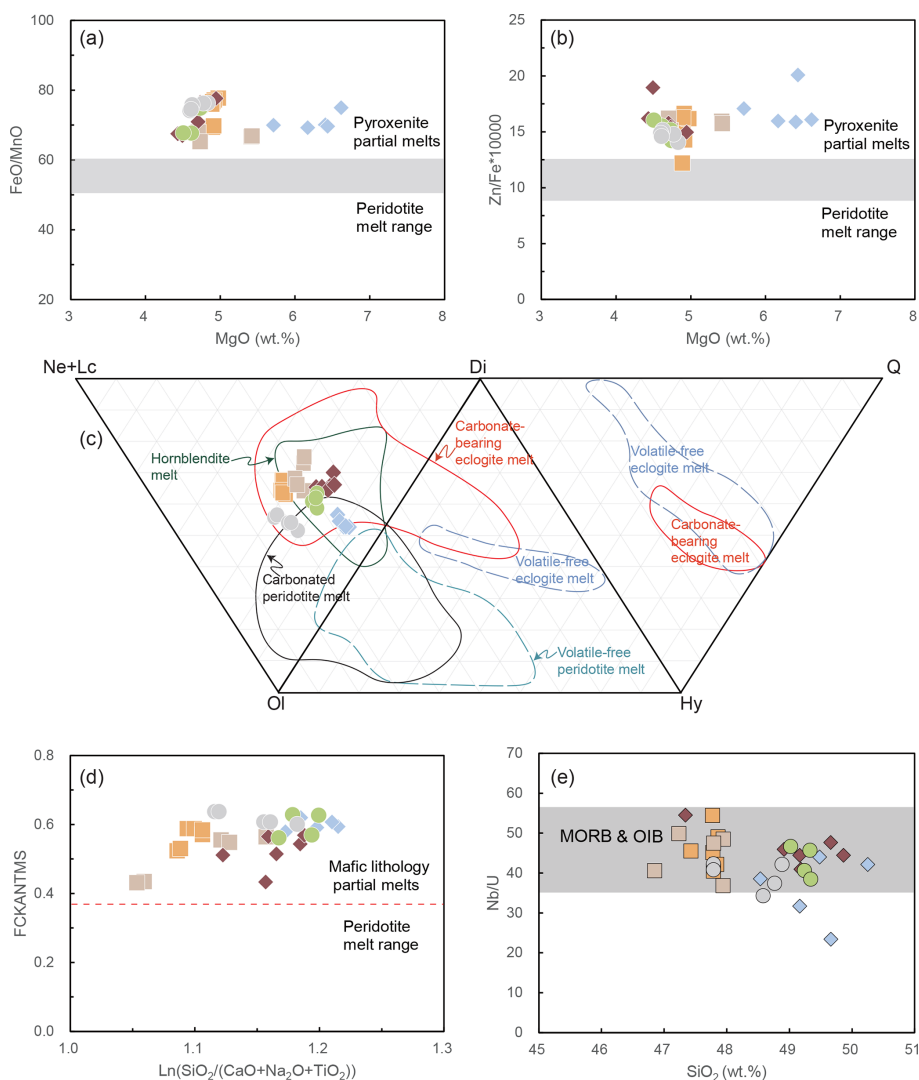 (a)
100
80
60
40
20
FeO/MnO
Pyroxenite
partial melts
Peridotite
melt range
3
4
5
6
7
8
MgO (wt.%)
(b)
25
20
15
10
5
0
Zn/Fe*10000
Pyroxenite
partial melts
Peridotite
melt range
3
4
5
6
7
8
MgO (wt.%)
Ne+Lc
Di
Q
(c)
Hornblendite
melt
Carbonate-
bearing
eclogite melt
Volatile-free
eclogite melt
Carbonate-
bearing
eclogite melt
Carbonated
peridotite melt
Volatile-free
eclogite melt
Volatile-free
peridotite melt
Ol
Hy
(d)
0.8
0.6
0.4
0.2
0.0
FCKANTMS
Mafic lithology
partial melts
Peridotite
melt range
1.0
1.1
1.2
1.3
Ln(SiO₂/(CaO+Na₂O+TiO₂))
(e)
70
60
50
40
30
20
10
0
Nb/U
MORB & OIB
45
46
47
48
49
50
51
SiO₂ (wt.%)